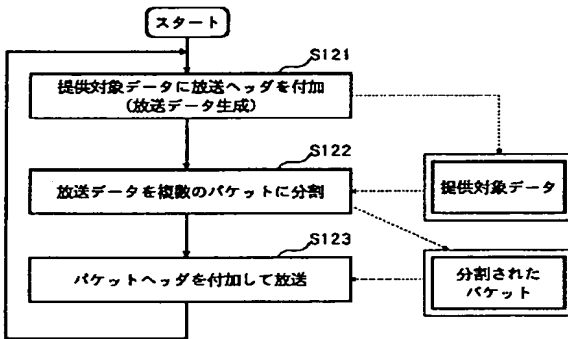 スタート
S121
提供対象データに放送ヘッダを付加
(放送データ生成)
S122
放送データを複数のパケットに分割
提供対象データ
S123
パケットヘッダを付加して放送
分割された
パケット